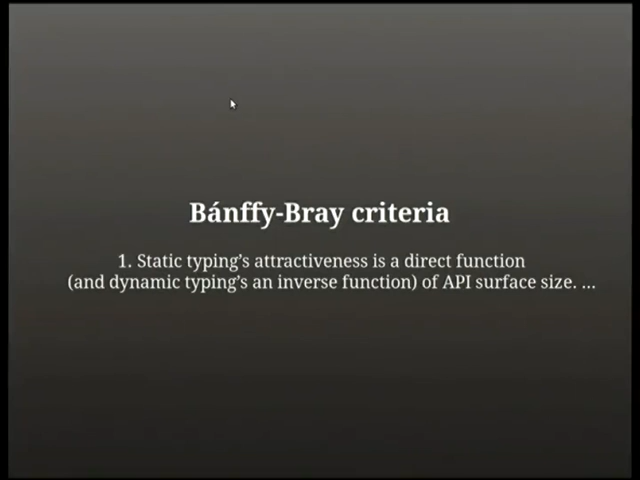 Bánffy-Bray criteria
1. Static typing’s attractiveness is a direct function
(and dynamic typing’s an inverse function) of API surface size. ...